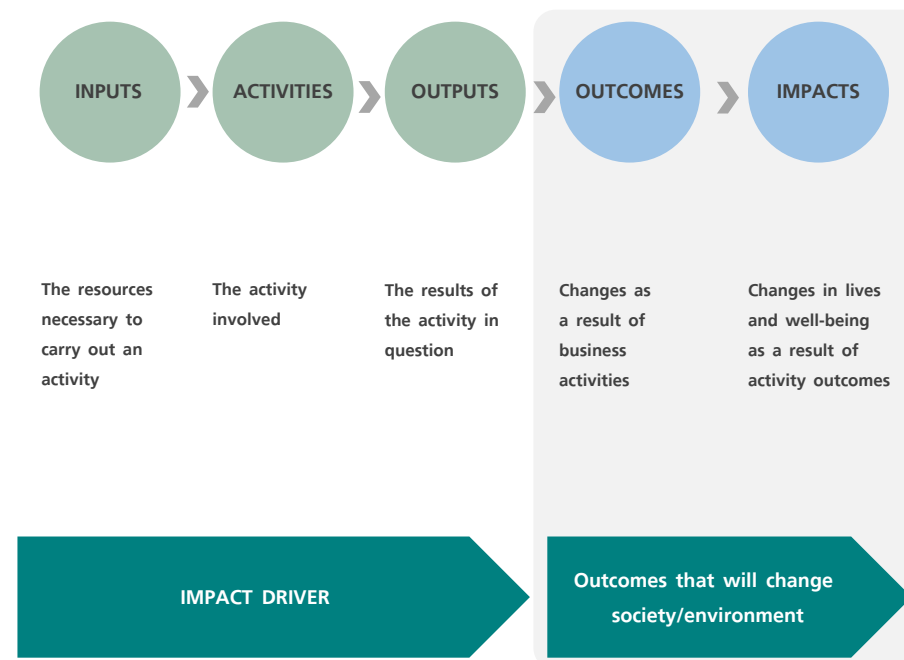 INPUTS
ACTIVITIES
OUTPUTS
OUTCOMES
IMPACTS
The resources
necessary to
carry out an
activity
The activity
involved
The results of
the activity in
question
Changes as
a result of
business
activities
Changes in lives
and well-being
as a result of
activity outcomes
IMPACT DRIVER
Outcomes that will change
society/environment